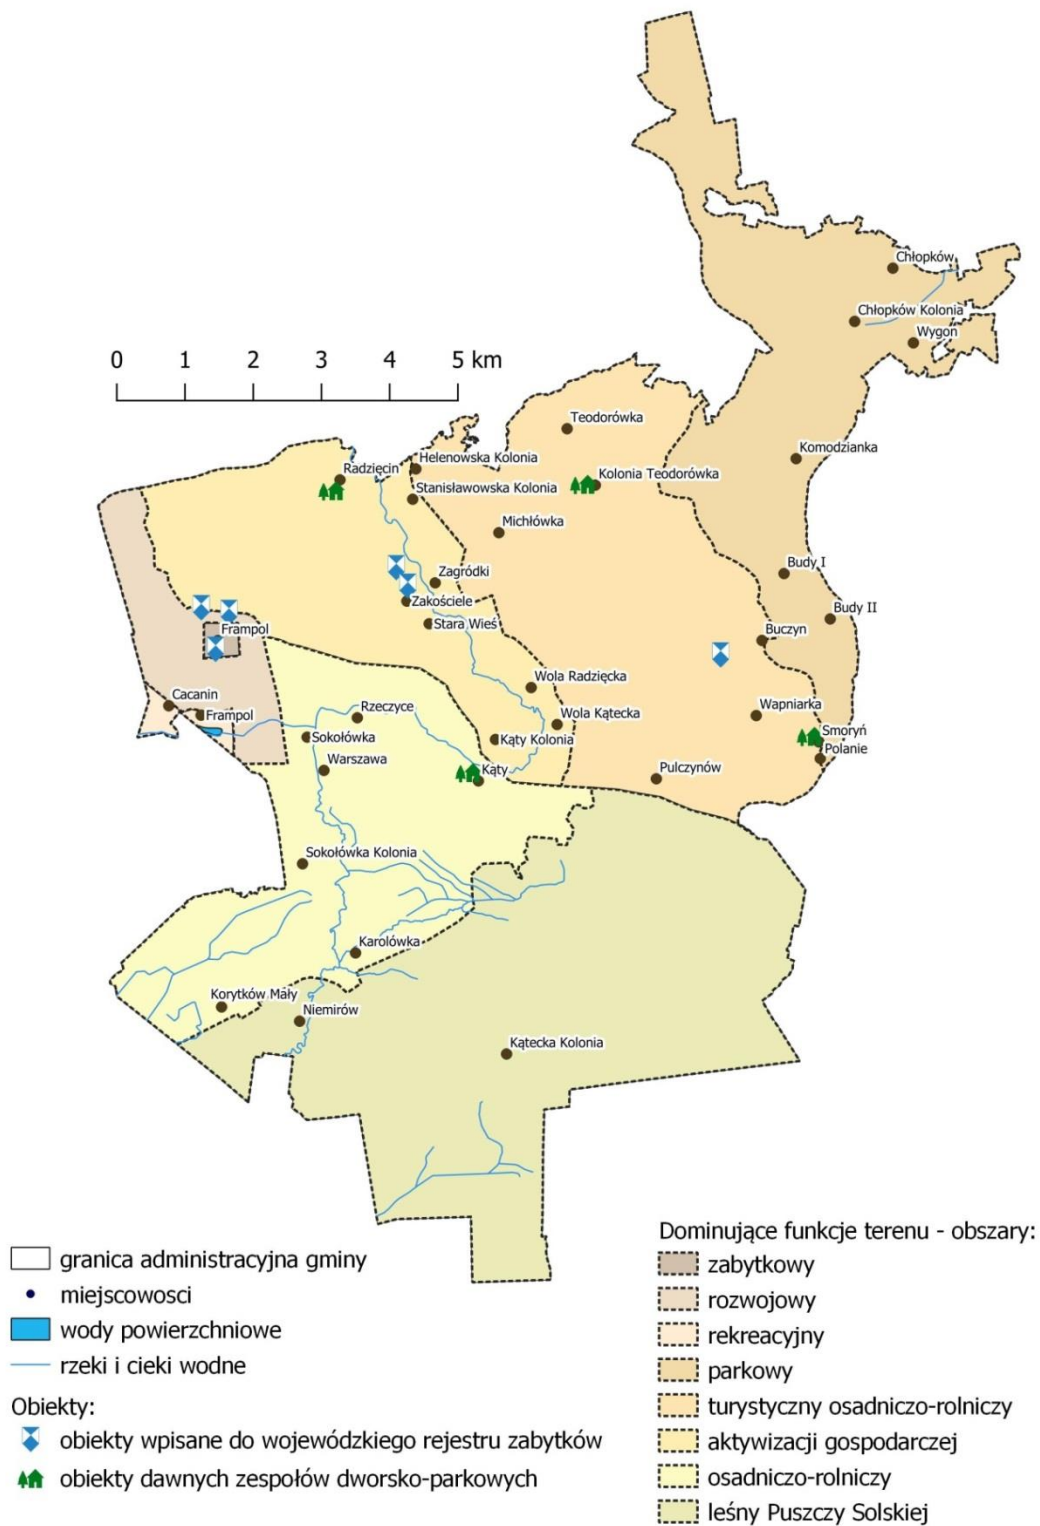 Chłopków
Chłopków Kolonia
Wygon
0 1 2 3 4 5 km
Teodorówka
Komodzianka
Helenowska Kolonia
Radzięcin
Kolonia Teodorówka
Stanisławowska Kolonia
Michłówka
Budy I
Zagródki
Zakościele
Budy II
Stara Wieś
Frampol
Buczyn
Wola Radzięcka
Cacanin
Rzeczyce
Frampol
Wola Kątecka
Wapniarka
Smoryń
Sokołówka
Kąty Kolonia
Polanie
Warszawa
Kąty
Pulczynów
Sokołówka Kolonia
Karolówka
Korytków Mały
Niemirów
Kątecka Kolonia
granica administracyjna gminy
miejscowosci
wody powierzchniowe
rzeki i cieki wodne
Obiekty:
obiekty wpisane do wojewódzkiego rejestru zabytków
obiekty dawnych zespołów dworsko-parkowych
Dominujące funkcje terenu - obszary:
zabytkowy
rozwojowy
rekreacyjny
parkowy
turystyczny osadniczo-rolniczy
aktywizacji gospodarczej
osadniczo-rolniczy
leśny Puszczy Solskiej